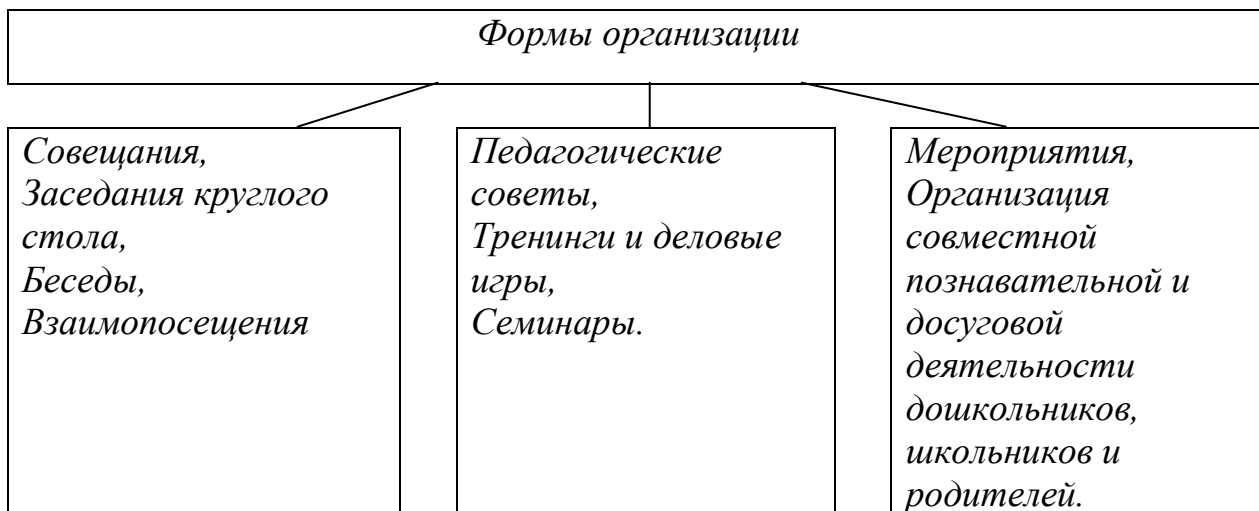 Формы организации
Совещания,
Заседания круглого
стола,
Беседы,
Взаимопосещения
Педагогические
советы,
Тренинги и деловые
игры,
Семинары.
Мероприятия,
Организация
совместной
познавательной и
досуговой
деятельности
дошкольников,
школьников и
родителей.